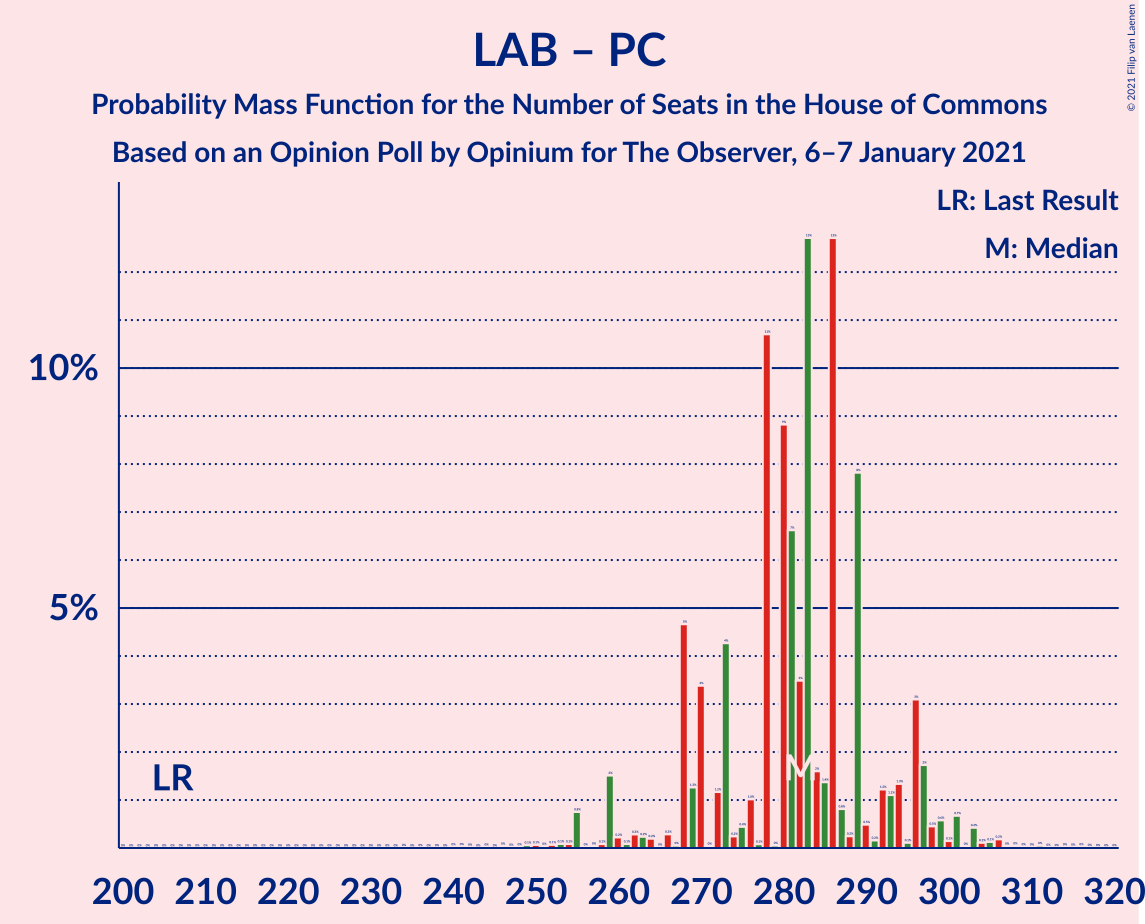 LAB – PC
Probability Mass Function for the Number of Seats in the House of Commons
Based on an Opinion Poll by Opinium for The Observer, 6–7 January 2021
© 2021 Filip van Laenen
LR: Last Result
M: Median
10%
5%
LR
M
200 210 220 230 240 250 260 270 280 290 300 310 320